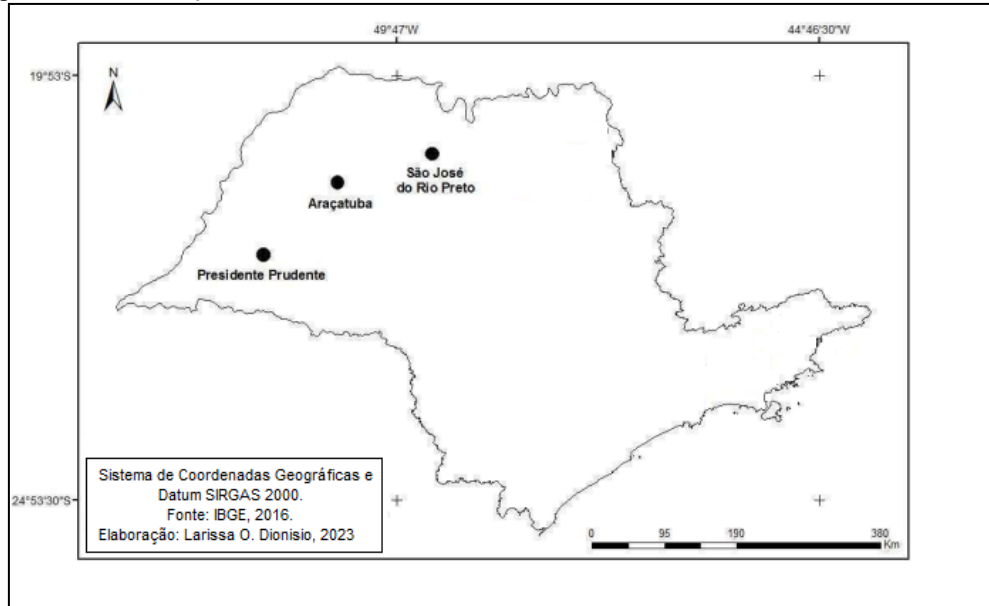 49°47'W
44°46'30"W
19°53'S
N
São José
do Rio Preto
Araçatuba
Presidente Prudente
Sistema de Coordenadas Geográficas e
Datum SIRGAS 2000.
Fonte: IBGE, 2016.
Elaboração: Larissa O. Dionisio, 2023
24°53'30"S
0 95 190 380
Km